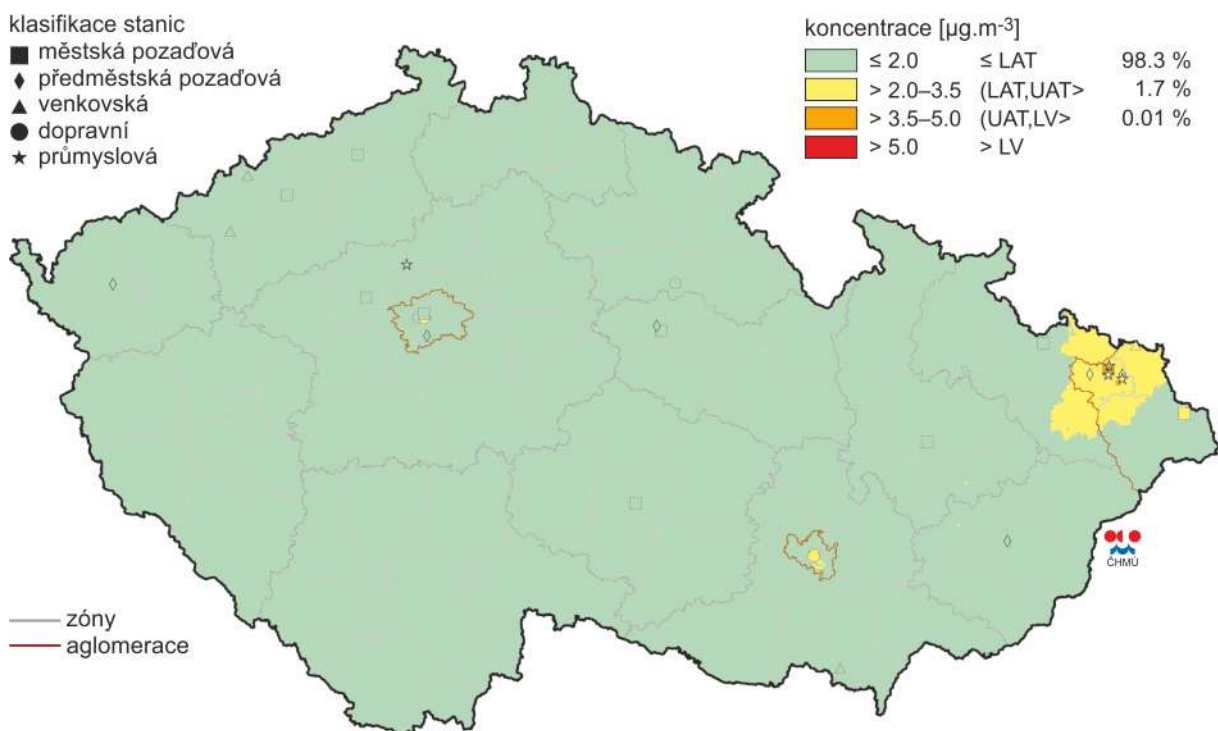 klasifikace stanic
městská pozaďová
předměstská pozaďová
venkovská
dopravní
průmyslová
koncentrace [µg.m-3]
≤ 2.0 ≤ LAT 98.3 %
> 2.0–3.5 (LAT,UAT> 1.7 %
> 3.5–5.0 (UAT,LV> 0.01 %
> 5.0 > LV
ČHMÚ
zóny
aglomerace